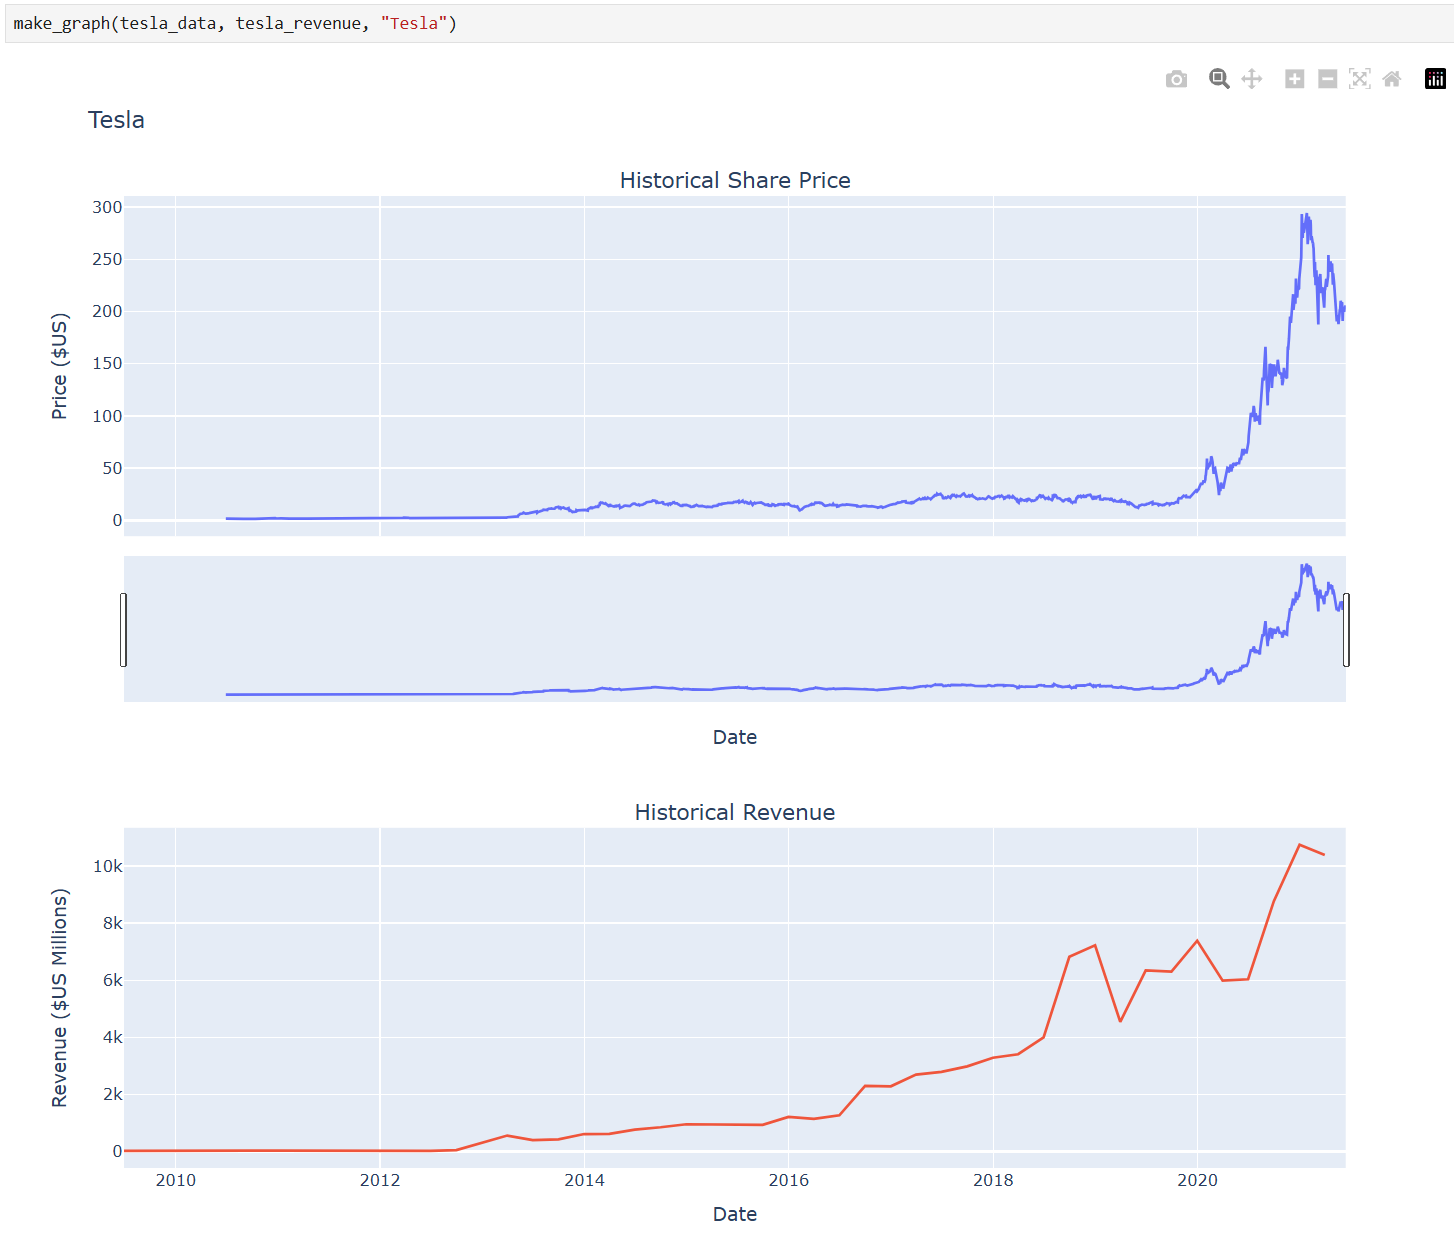 make_graph(tesla_data, tesla_revenue, "Tesla")
Tesla
Historical Share Price
300
250
200
150
100
50
0
Price ($US)
Date
Historical Revenue
10k
8k
6k
4k
2k
0
Revenue ($US Millions)
2010 2012 2014 2016 2018 2020
Date